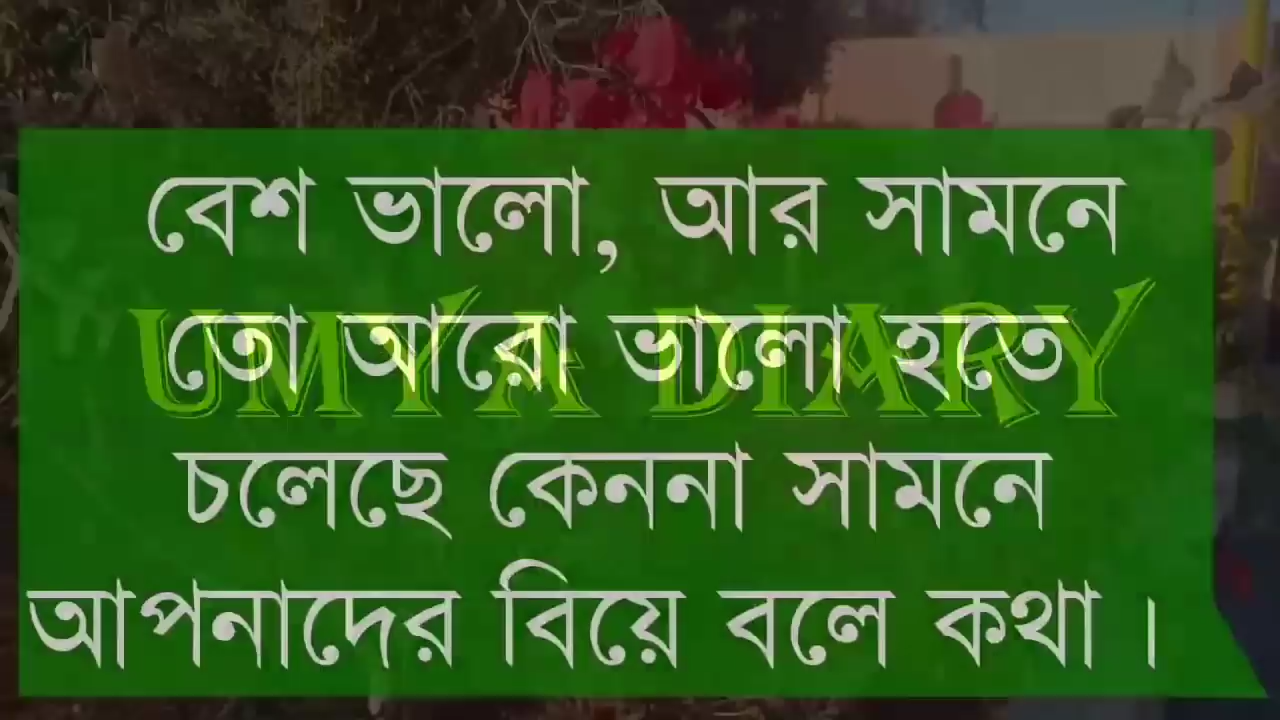 বেশ ভালো, আর সামনে
তো আরো ভালো হতে
UMYA DIARY
চলেছে কেননা সামনে
আপনাদের বিয়ে বলে কথা ।